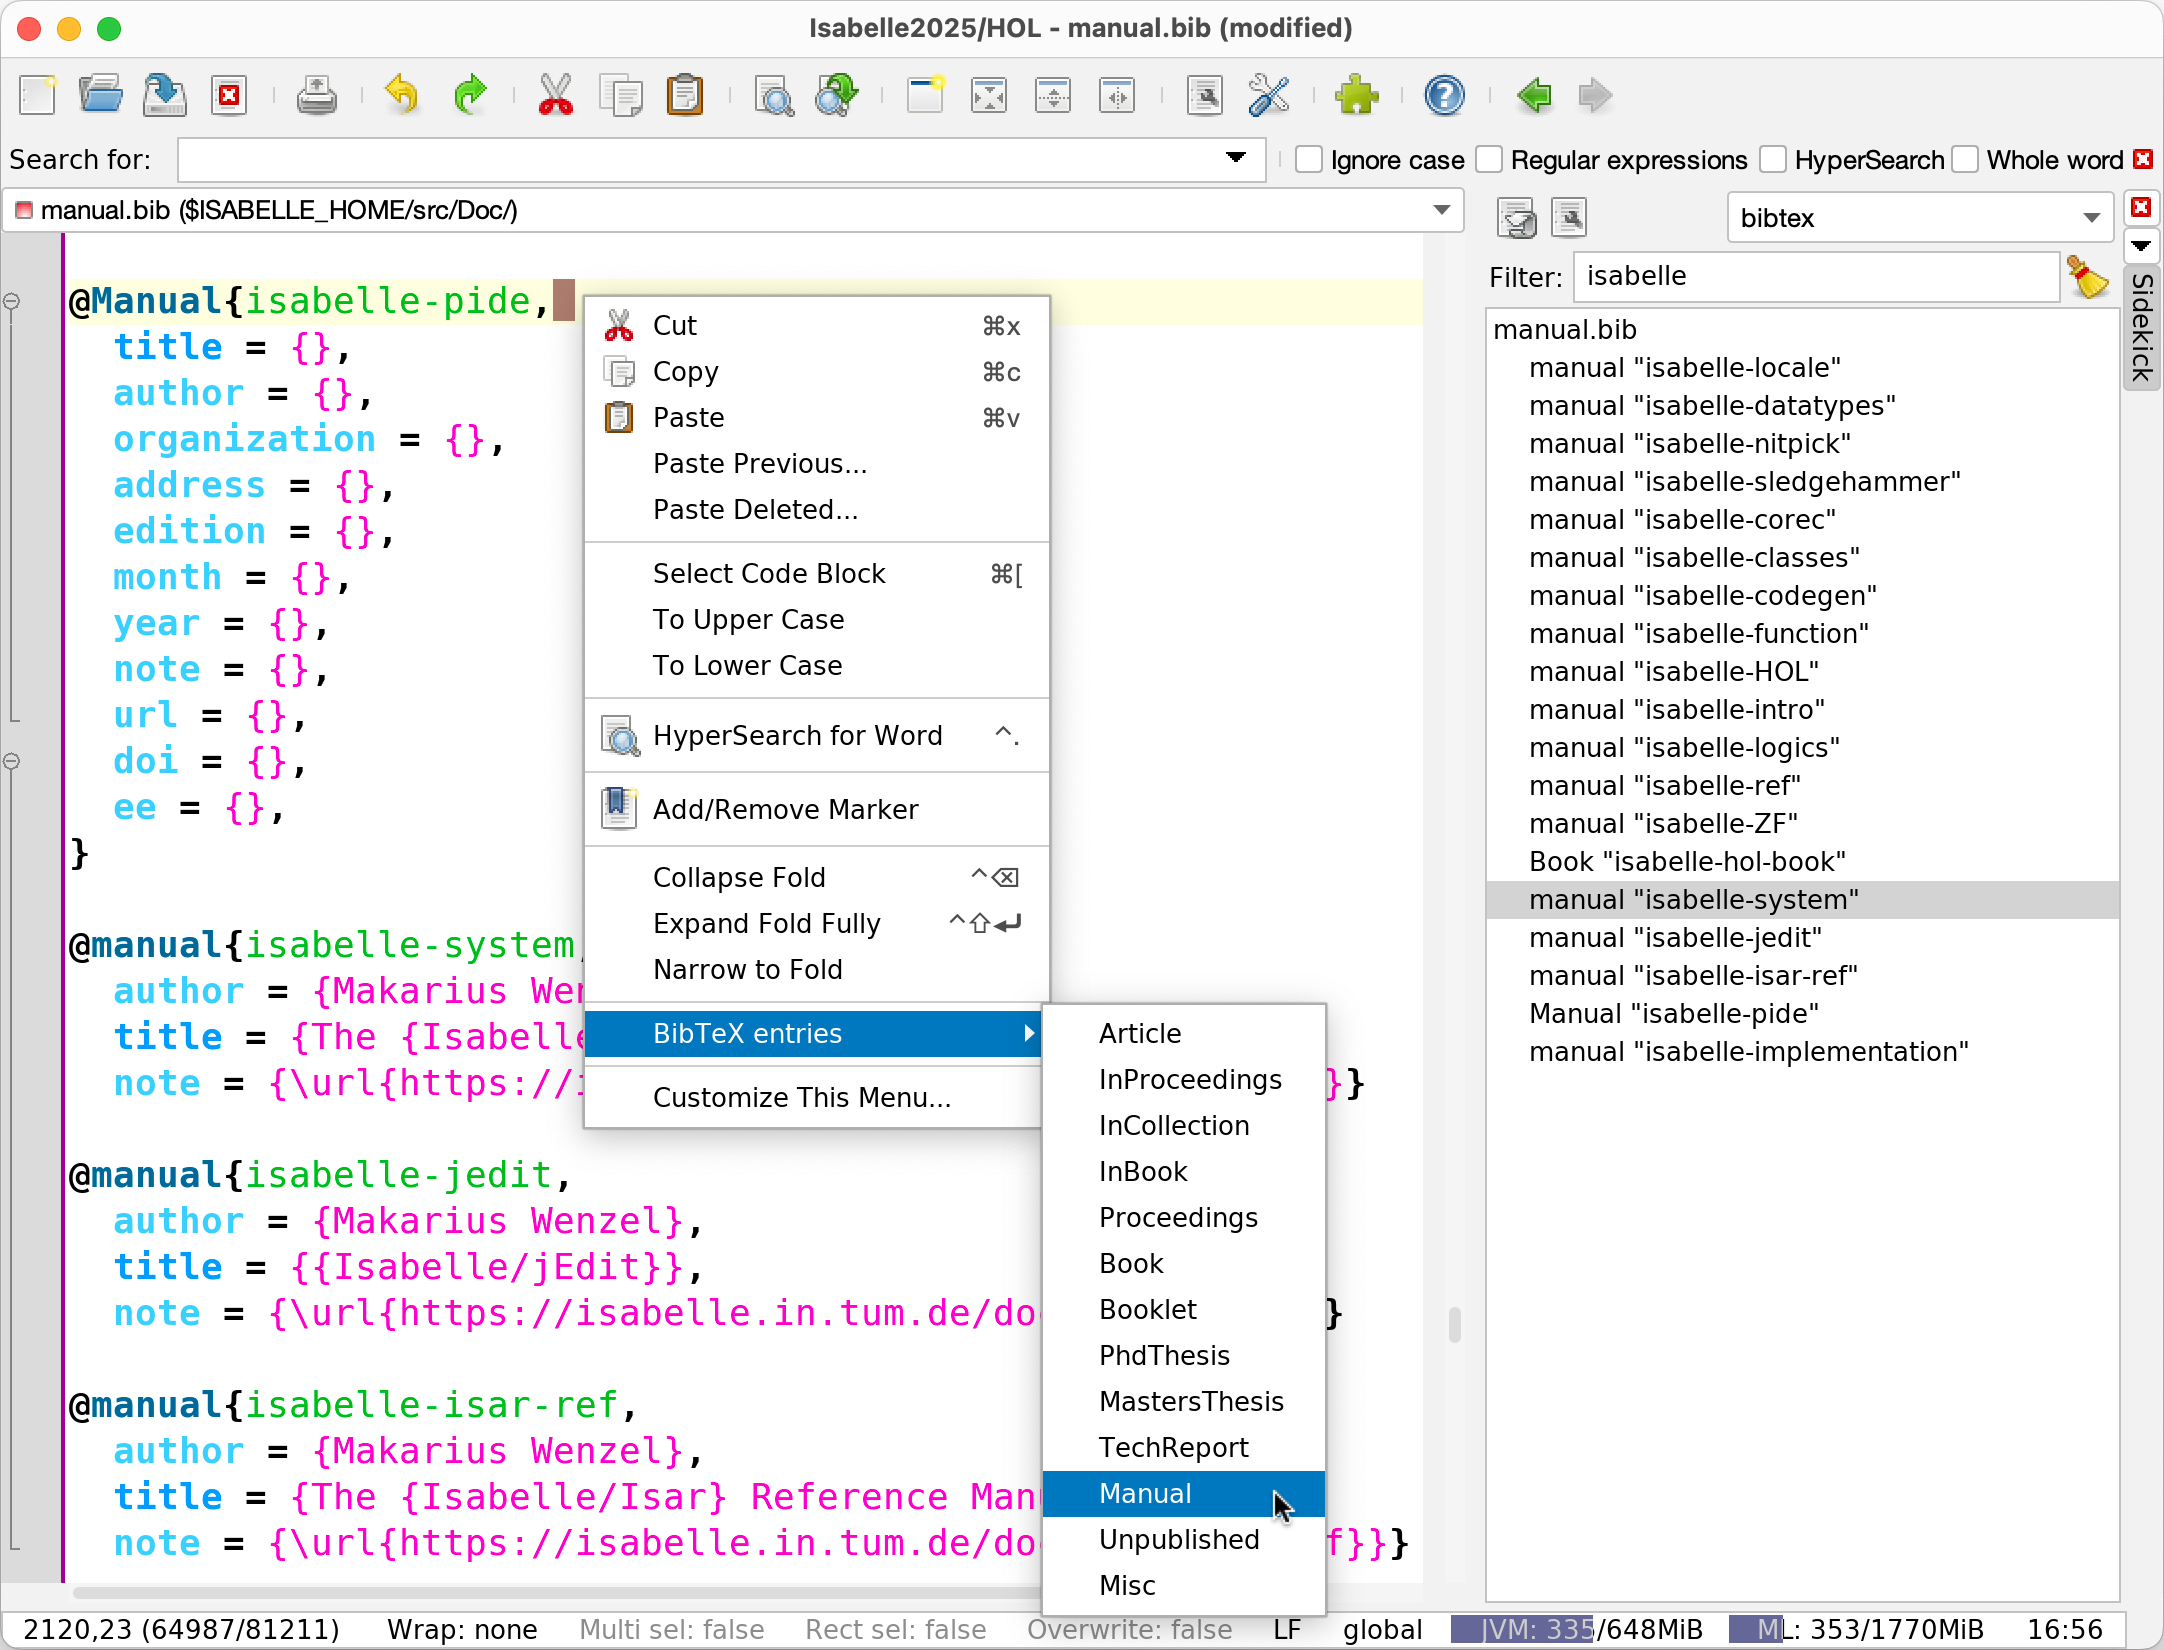 Isabelle2025/HOL - manual.bib (modified)
Search for:
Ignore case
Regular expressions
HyperSearch
Whole word
manual.bib ($ISABELLE_HOME/src/Doc/)
@Manual{isabelle-pide,
title = {},
author = {},
organization = {},
address = {},
edition = {},
month = {},
year = {},
note = {},
url = {},
doi = {},
ee = {},
}
@manual{isabelle-system,
author = {Makarius Wen
title = {The {Isabelle
note = {\url{https://i
}}
@manual{isabelle-jedit,
author = {Makarius Wenzel},
title = {{Isabelle/jEdit}},
note = {\url{https://isabelle.in.tum.de/do
}
@manual{isabelle-isar-ref,
author = {Makarius Wenzel},
title = {The {Isabelle/Isar} Reference Man
note = {\url{https://isabelle.in.tum.de/do
f}}}
Cut ⌘x
Copy ⌘c
Paste ⌘v
Paste Previous...
Paste Deleted...
Select Code Block ⌘[
To Upper Case
To Lower Case
HyperSearch for Word ^.
Add/Remove Marker
Collapse Fold ^⌫
Expand Fold Fully ^⇧↵
Narrow to Fold
BibTeX entries
Customize This Menu...
Article
InProceedings
InCollection
InBook
Proceedings
Book
Booklet
PhdThesis
MastersThesis
TechReport
Manual
Unpublished
Misc
bibtex
Filter: isabelle
Sidekick
manual.bib
manual "isabelle-locale"
manual "isabelle-datatypes"
manual "isabelle-nitpick"
manual "isabelle-sledgehammer"
manual "isabelle-corec"
manual "isabelle-classes"
manual "isabelle-codegen"
manual "isabelle-function"
manual "isabelle-HOL"
manual "isabelle-intro"
manual "isabelle-logics"
manual "isabelle-ref"
manual "isabelle-ZF"
Book "isabelle-hol-book"
manual "isabelle-system"
manual "isabelle-jedit"
manual "isabelle-isar-ref"
Manual "isabelle-pide"
manual "isabelle-implementation"
2120,23 (64987/81211) Wrap: none Multi sel: false Rect sel: false Overwrite: false LF global JVM: 335/648MiB ML: 353/1770MiB 16:56